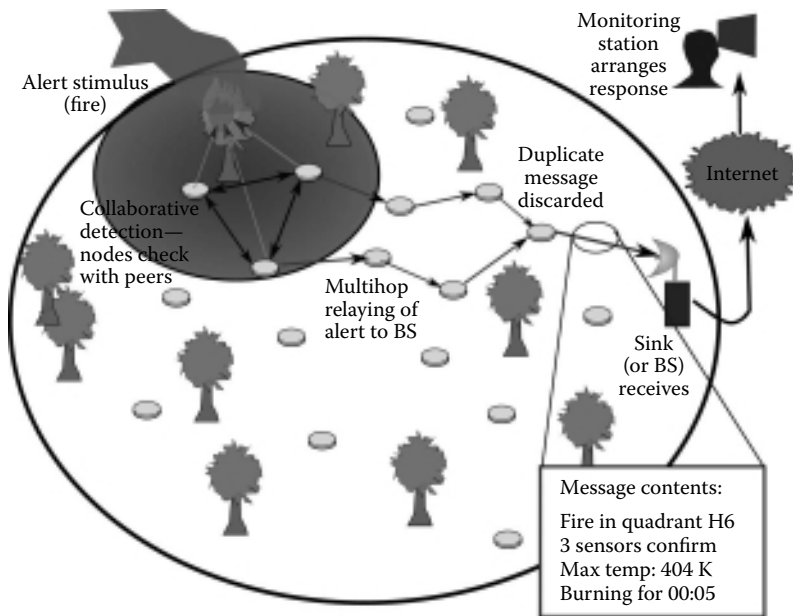 Monitoring
station
arranges
response
Alert stimulus
(fire)
Duplicate
message
discarded
Internet
Collaborative
detection—
nodes check
with peers
Multihop
relaying of
alert to BS
Sink
(or BS)
receives
Message contents:
Fire in quadrant H6
3 sensors confirm
Max temp: 404 K
Burning for 00:05